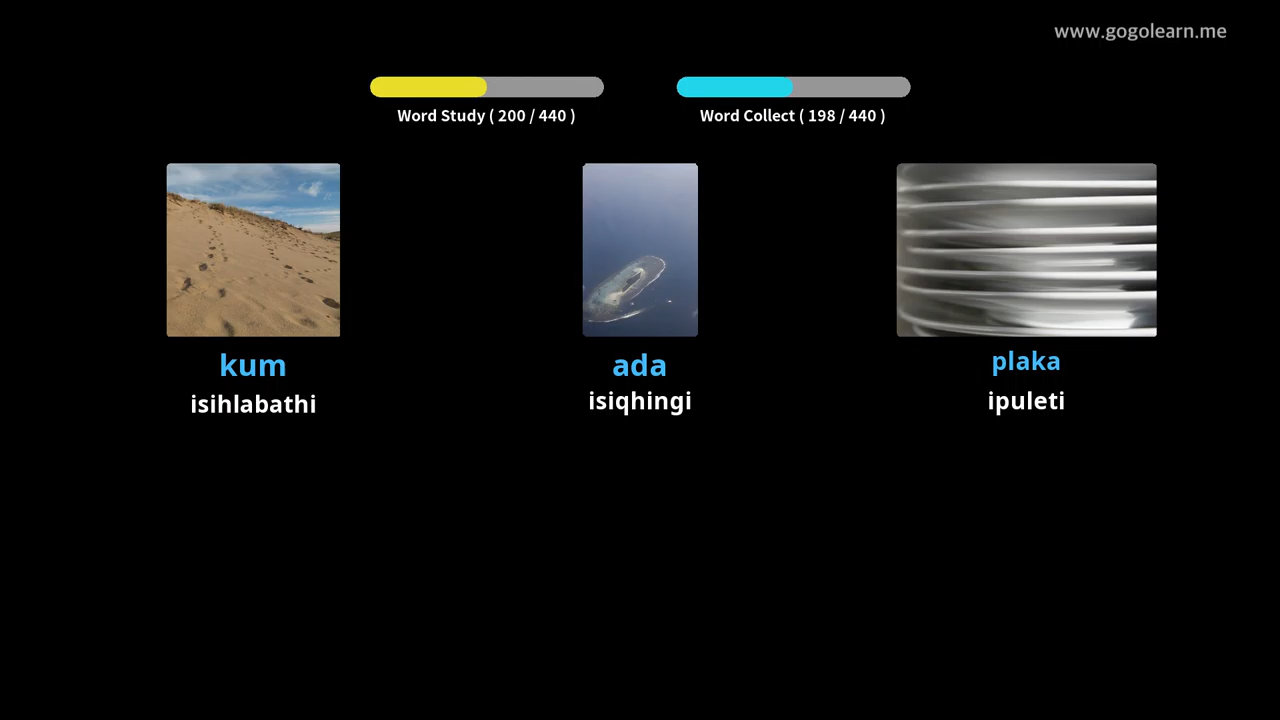 www.gogolearn.me
Word Study ( 200 / 440 )
Word Collect ( 198 / 440 )
kum
isihlabathi
ada
isiqhingi
plaka
ipuleti